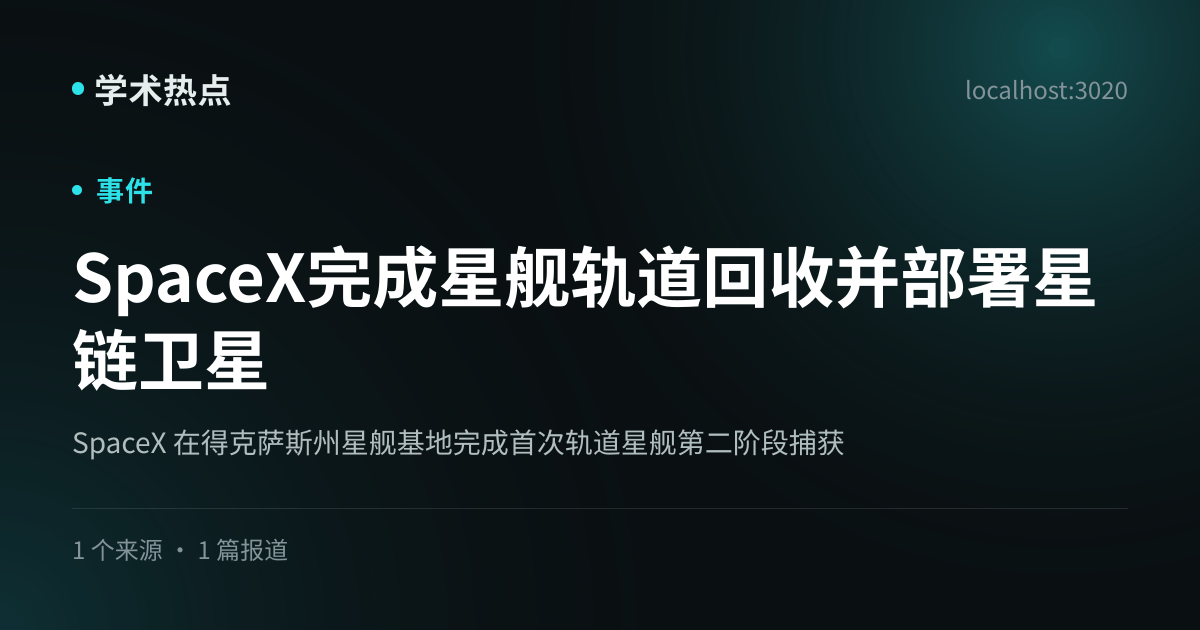 学术热点
localhost:3020
事件
SpaceX完成星舰轨道回收并部署星
链卫星
SpaceX 在得克萨斯州星舰基地完成首次轨道星舰第二阶段捕获
1 个来源 · 1 篇报道